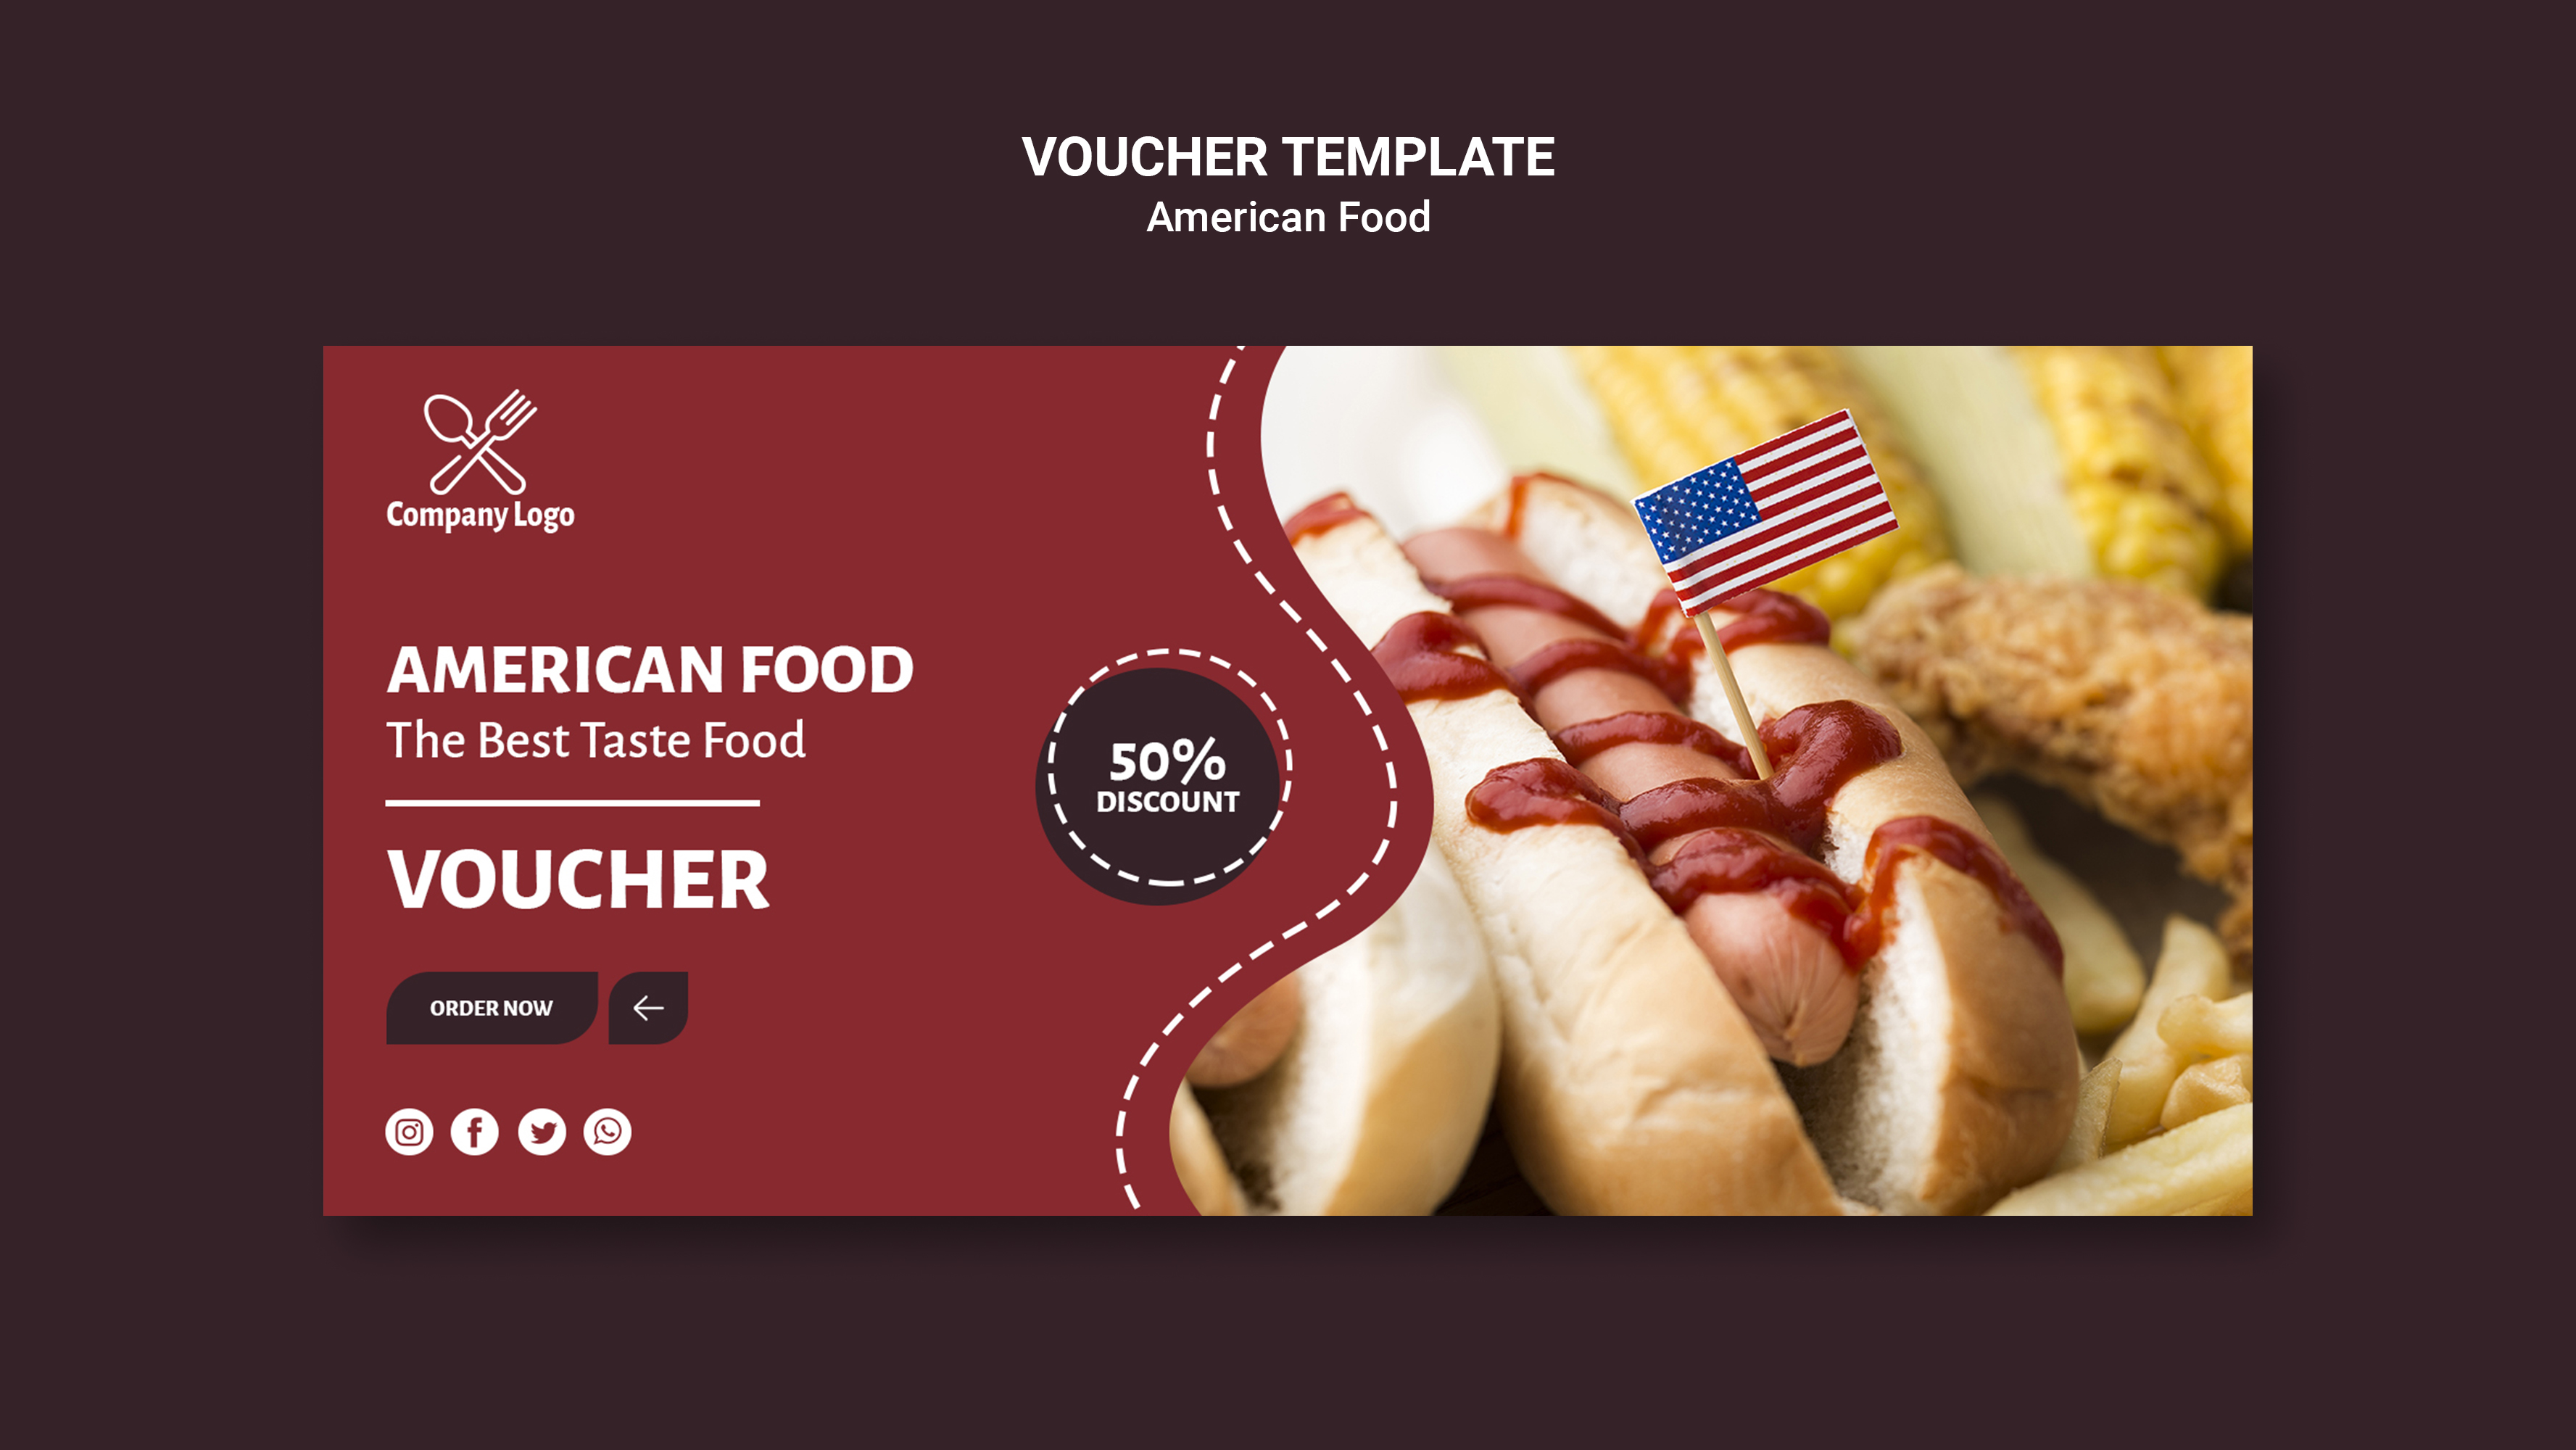 VOUCHER TEMPLATE
American Food
Company Logo
AMERICAN FOOD
The Best Taste Food
VOUCHER
50%
DISCOUNT
ORDER NOW